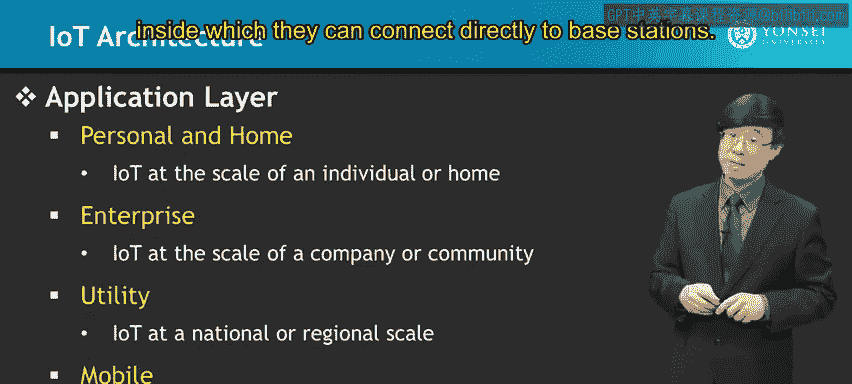 inside which they can connect directly to base stations.
IoT Architecture
YONSEI
UNIVERSITY
❖ Application Layer
▪ Personal and Home
• IoT at the scale of an individual or home
▪ Enterprise
• IoT at the scale of a company or community
▪ Utility
• IoT at a national or regional scale
▪ Mobile